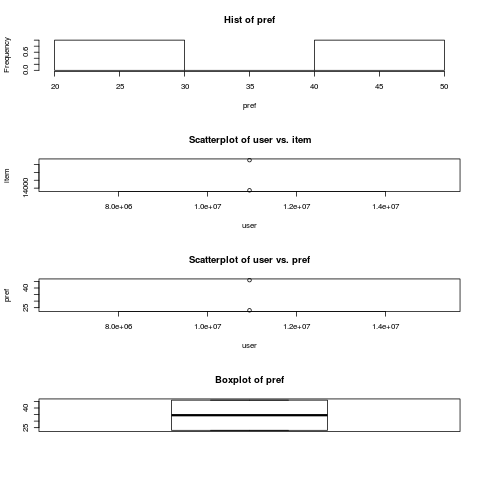 Hist of pref
Frequency
0.6
0.0
20 25 30 35 40 45 50
pref
Scatterplot of user vs. item
item
14000
8.0e+06 1.0e+07 1.2e+07 1.4e+07
user
Scatterplot of user vs. pref
pref
40
25
8.0e+06 1.0e+07 1.2e+07 1.4e+07
user
Boxplot of pref
40
25